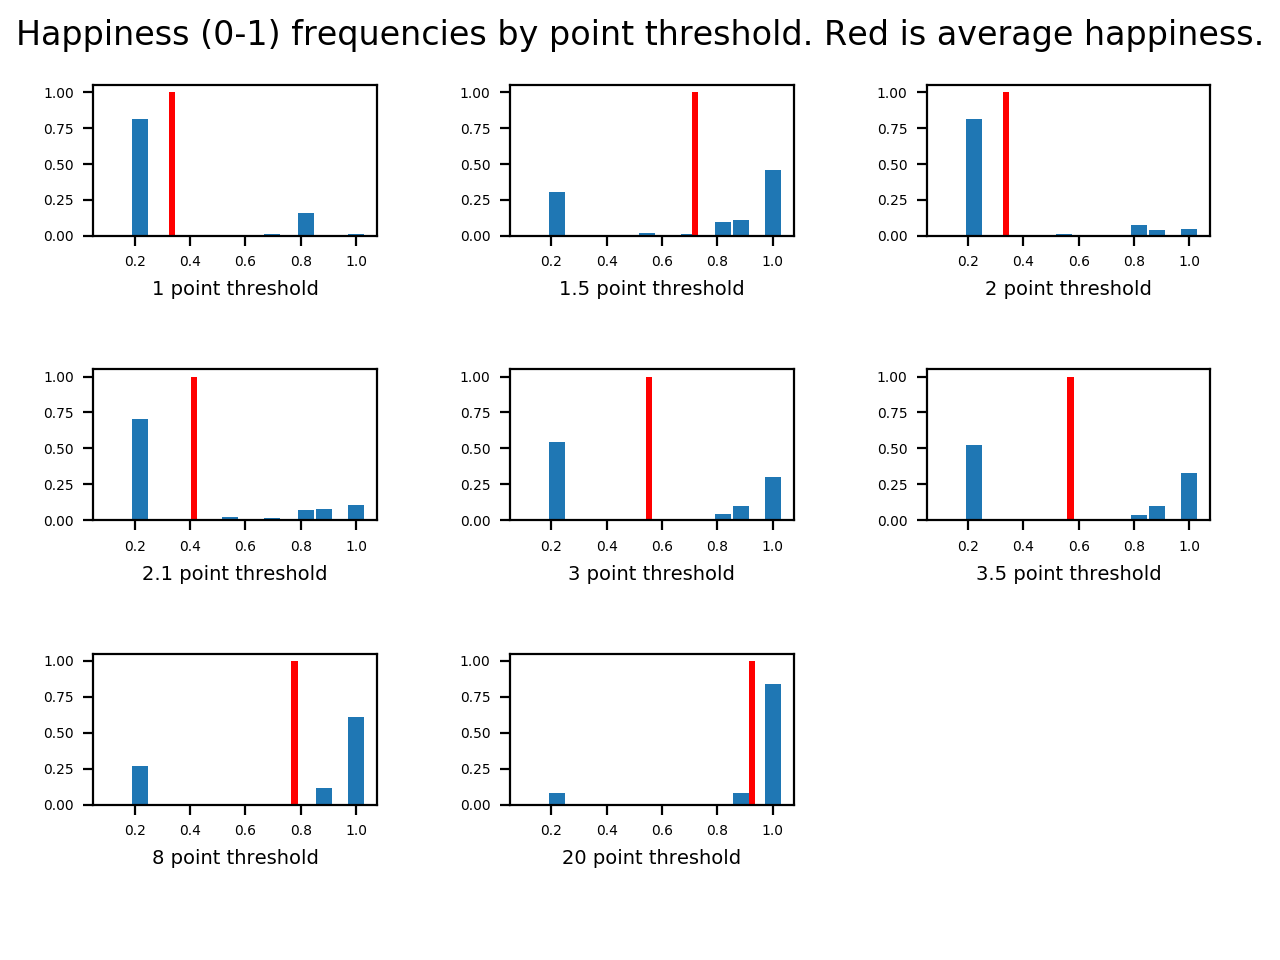 Happiness (0-1) frequencies by point threshold. Red is average happiness.
1.00 1.00 1.00
0.75 0.75 0.75
0.50 0.50 0.50
0.25 0.25 0.25
0.00 0.00 0.00
0.2 0.4 0.6 0.8 1.0 0.2 0.4 0.6 0.8 1.0 0.2 0.4 0.6 0.8 1.0
1 point threshold 1.5 point threshold 2 point threshold
1.00 1.00 1.00
0.75 0.75 0.75
0.50 0.50 0.50
0.25 0.25 0.25
0.00 0.00 0.00
0.2 0.4 0.6 0.8 1.0 0.2 0.4 0.6 0.8 1.0 0.2 0.4 0.6 0.8 1.0
2.1 point threshold 3 point threshold 3.5 point threshold
1.00 1.00
0.75 0.75
0.50 0.50
0.25 0.25
0.00 0.00
0.2 0.4 0.6 0.8 1.0 0.2 0.4 0.6 0.8 1.0
8 point threshold 20 point threshold